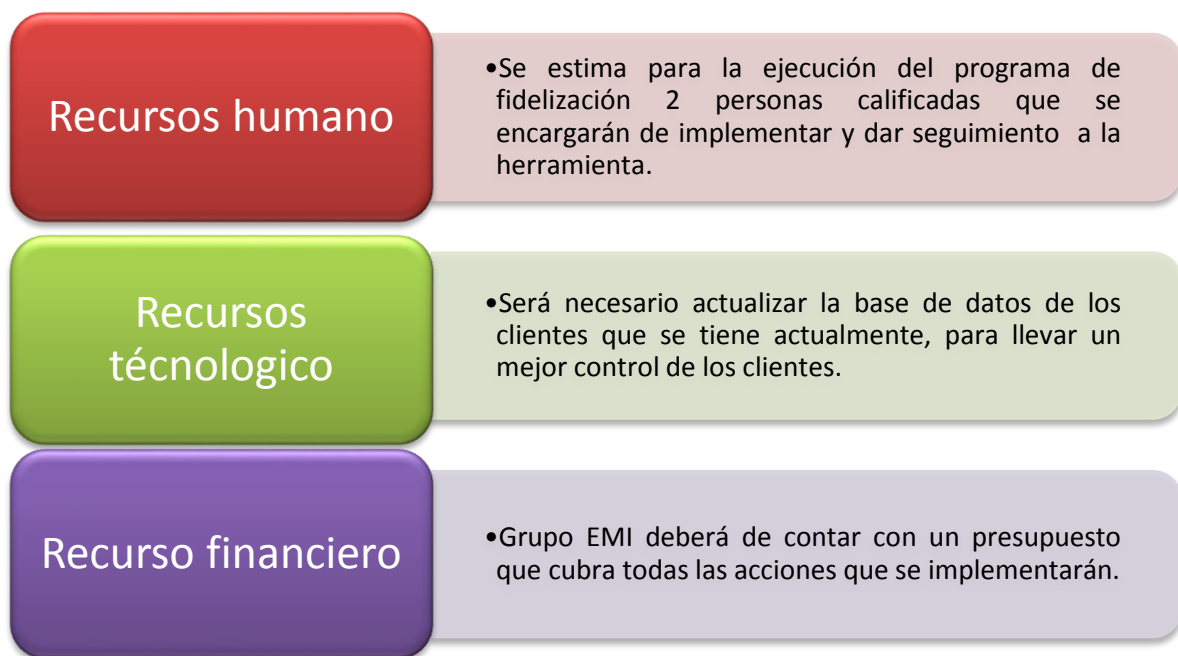 Recursos humano
•Se estima para la ejecución del programa de
fidelización 2 personas calificadas que se
encargarán de implementar y dar seguimiento a la
herramienta.
Recursos
técnologico
•Será necesario actualizar la base de datos de los
clientes que se tiene actualmente, para llevar un
mejor control de los clientes.
Recurso financiero
•Grupo EMI deberá de contar con un presupuesto
que cubra todas las acciones que se implementarán.